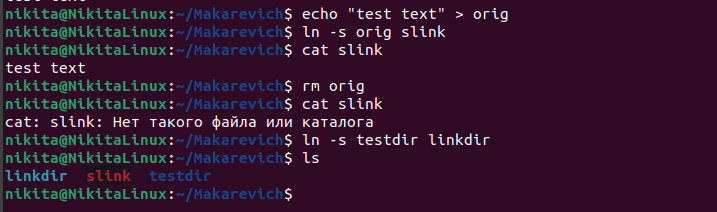 nikita@NikitaLinux:~/Makarevich$ echo "test text" > orig
nikita@NikitaLinux:~/Makarevich$ ln -s orig slink
nikita@NikitaLinux:~/Makarevich$ cat slink
test text
nikita@NikitaLinux:~/Makarevich$ rm orig
nikita@NikitaLinux:~/Makarevich$ cat slink
cat: slink: Нет такого файла или каталога
nikita@NikitaLinux:~/Makarevich$ ln -s testdir linkdir
nikita@NikitaLinux:~/Makarevich$ ls
linkdir slink testdir
nikita@NikitaLinux:~/Makarevich$